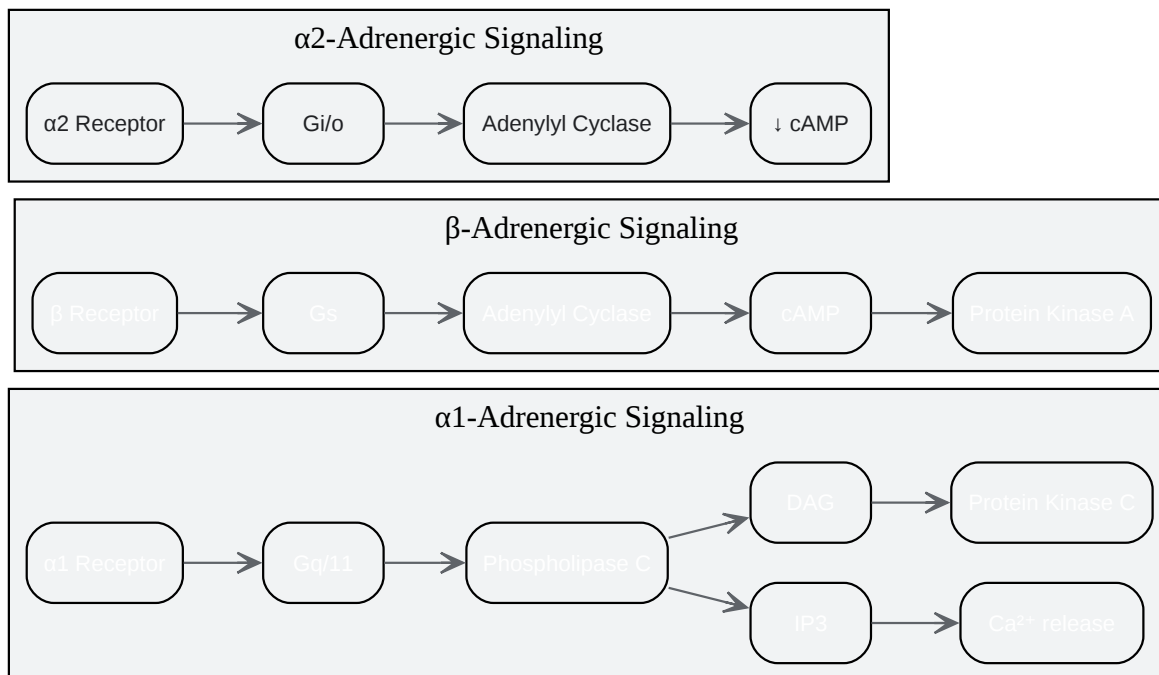 α2-Adrenergic Signaling
α2 Receptor
Gi/o
Adenylyl Cyclase
↓ cAMP
β-Adrenergic Signaling
β Receptor
Gs
Adenylyl Cyclase
cAMP
Protein Kinase A
α1-Adrenergic Signaling
α1 Receptor
Gq/11
Phospholipase C
DAG
Protein Kinase C
IP3
Ca²⁺ release